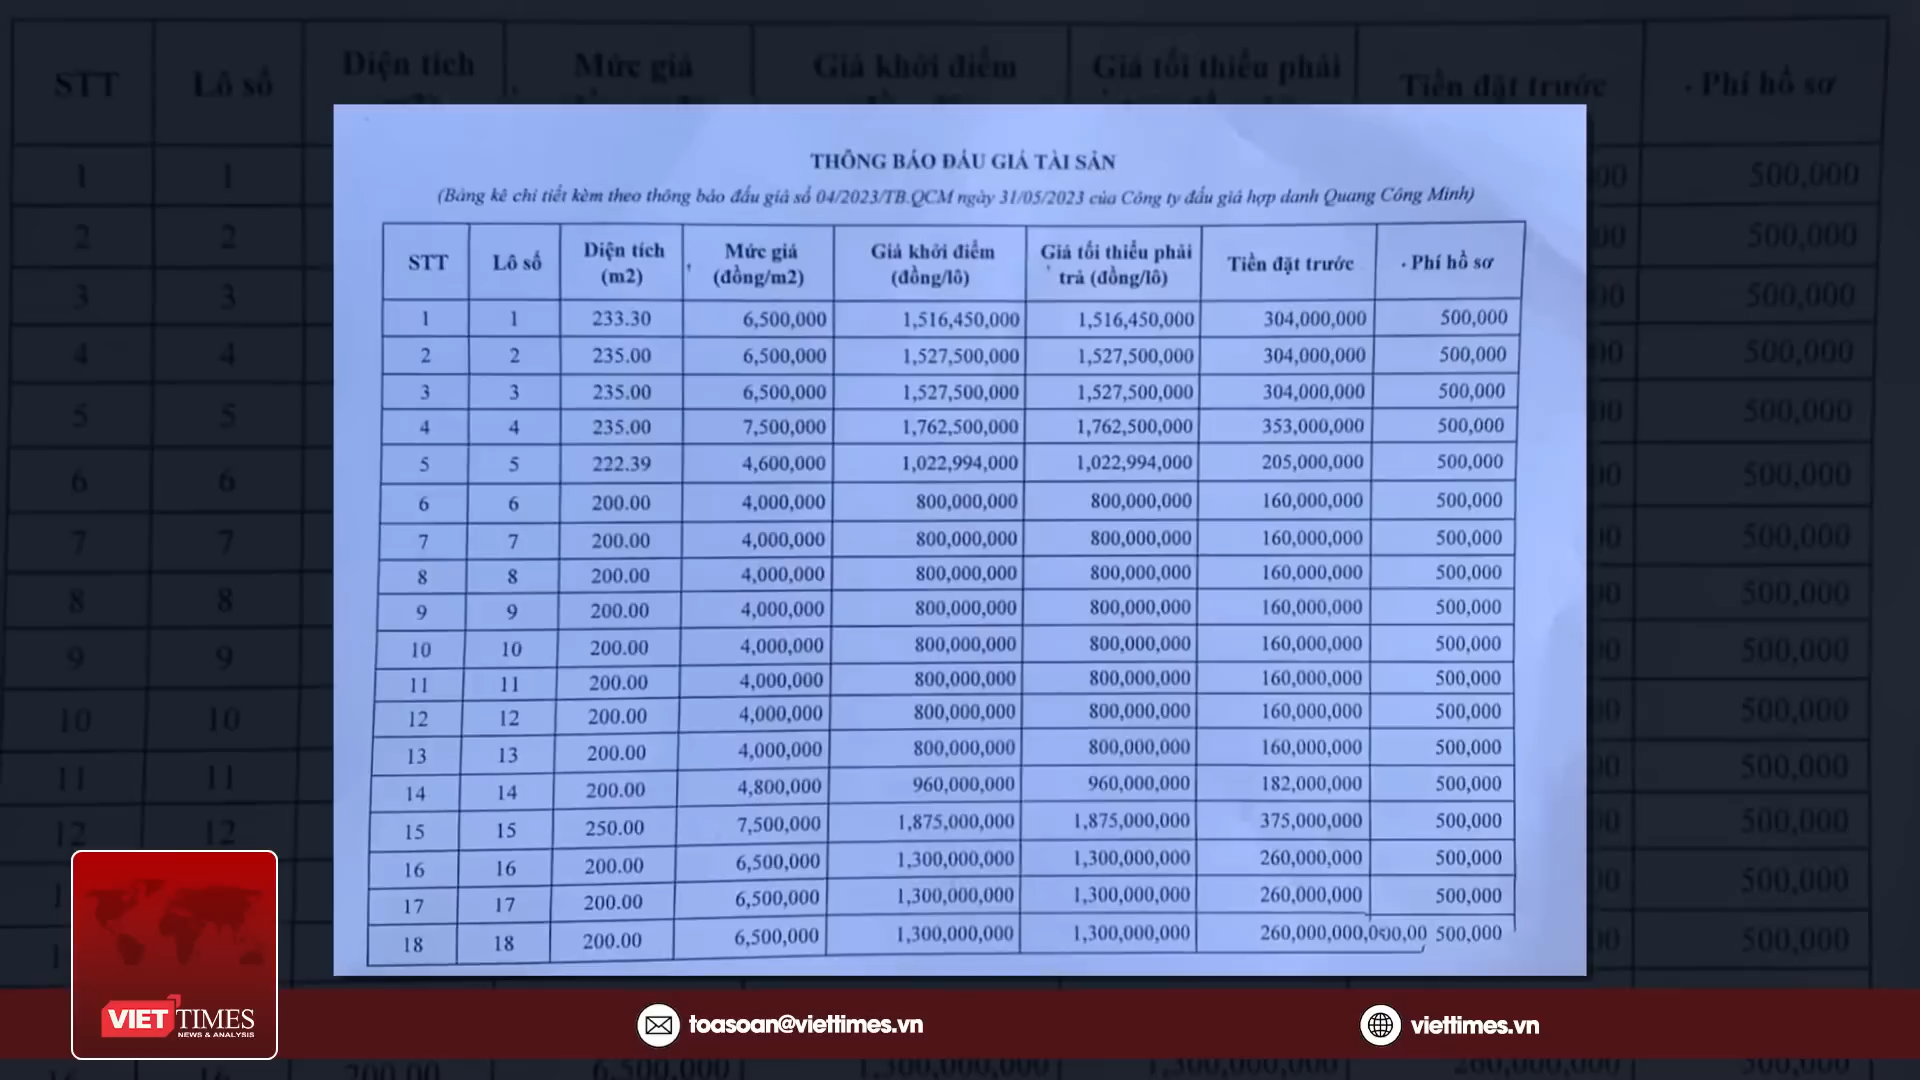 THÔNG BÁO ĐẤU GIÁ TÀI SẢN
(Bảng kê chi tiết kèm theo thông báo đấu giá số 04/2023/TB.QCM ngày 31/05/2023 của Công ty đấu giá hợp danh Quang Công Minh)
STT Lô số Diện tích (m2) Mức giá (đồng/m2) Giá khởi điểm (đồng/lô) Giá tối thiểu phải trả (đồng/lô) Tiền đặt trước Phí hồ sơ
1 1 233.30 6,500,000 1,516,450,000 1,516,450,000 304,000,000 500,000
2 2 235.00 6,500,000 1,527,500,000 1,527,500,000 304,000,000 500,000
3 3 235.00 6,500,000 1,527,500,000 1,527,500,000 304,000,000 500,000
4 4 235.00 7,500,000 1,762,500,000 1,762,500,000 353,000,000 500,000
5 5 222.39 4,600,000 1,022,994,000 1,022,994,000 205,000,000 500,000
6 6 200.00 4,000,000 800,000,000 800,000,000 160,000,000 500,000
7 7 200.00 4,000,000 800,000,000 800,000,000 160,000,000 500,000
8 8 200.00 4,000,000 800,000,000 800,000,000 160,000,000 500,000
9 9 200.00 4,000,000 800,000,000 800,000,000 160,000,000 500,000
10 10 200.00 4,000,000 800,000,000 800,000,000 160,000,000 500,000
11 11 200.00 4,000,000 800,000,000 800,000,000 160,000,000 500,000
12 12 200.00 4,000,000 800,000,000 800,000,000 160,000,000 500,000
13 13 200.00 4,000,000 800,000,000 800,000,000 160,000,000 500,000
14 14 200.00 4,800,000 960,000,000 960,000,000 182,000,000 500,000
15 15 250.00 7,500,000 1,875,000,000 1,875,000,000 375,000,000 500,000
16 16 200.00 6,500,000 1,300,000,000 1,300,000,000 260,000,000 500,000
17 17 200.00 6,500,000 1,300,000,000 1,300,000,000 260,000,000 500,000
18 18 200.00 6,500,000 1,300,000,000 1,300,000,000 500,000
VIETTIMES
NEWS & ANALYSIS
toasoan@viettimes.vn
viettimes.vn